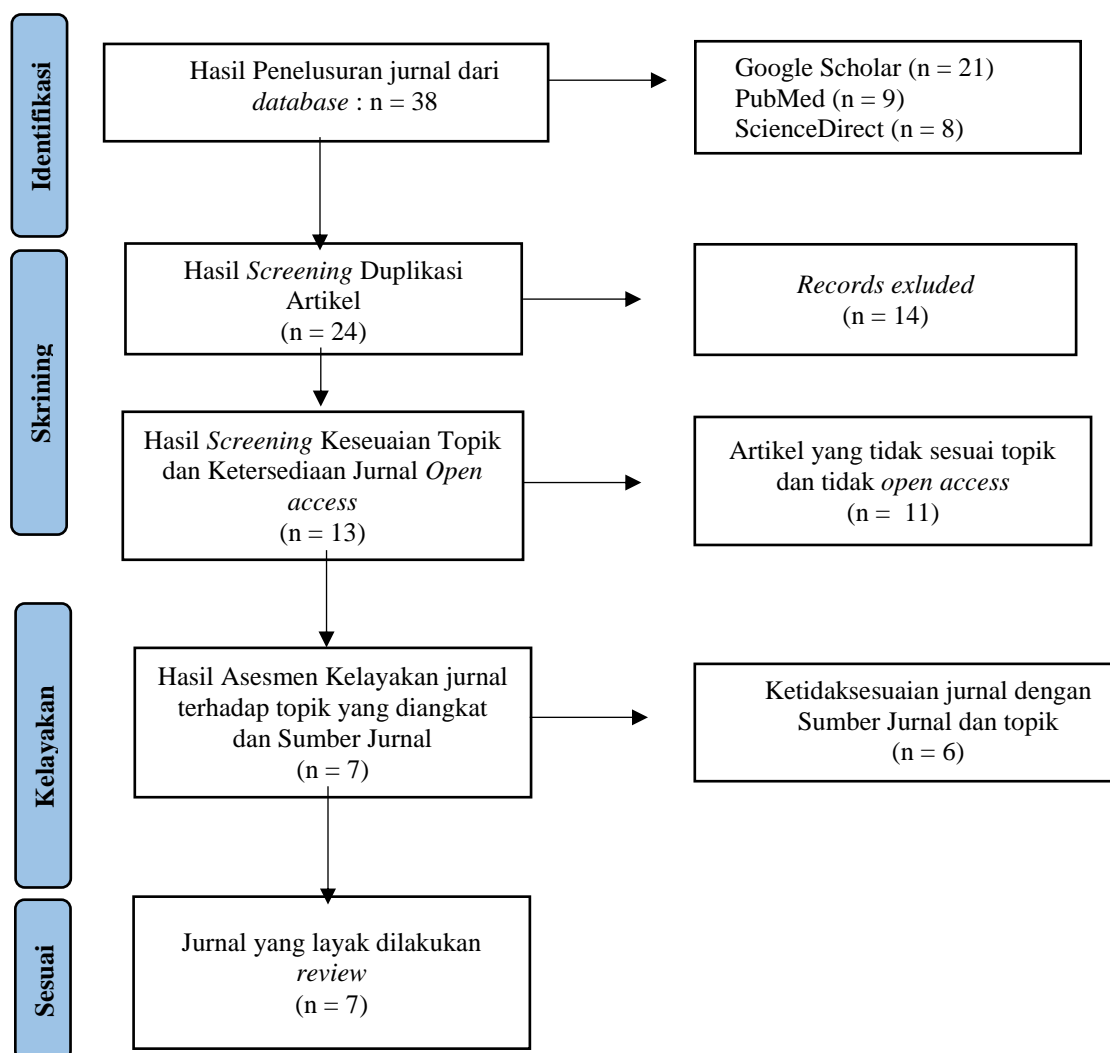 Identifikasi
Hasil Penelusuran jurnal dari
database : n = 38
Google Scholar (n = 21)
PubMed (n = 9)
ScienceDirect (n = 8)
Skrining
Hasil Screening Duplikasi
Artikel
(n = 24)
Records exluded
(n = 14)
Hasil Screening Keseuaian Topik
dan Ketersediaan Jurnal Open
access
(n = 13)
Artikel yang tidak sesuai topik
dan tidak open access
(n =  11)
Kelayakan
Hasil Asesmen Kelayakan jurnal
terhadap topik yang diangkat
dan Sumber Jurnal
(n = 7)
Ketidaksesuaian jurnal dengan
Sumber Jurnal dan topik
(n = 6)
Sesuai
Jurnal yang layak dilakukan
review
(n = 7)